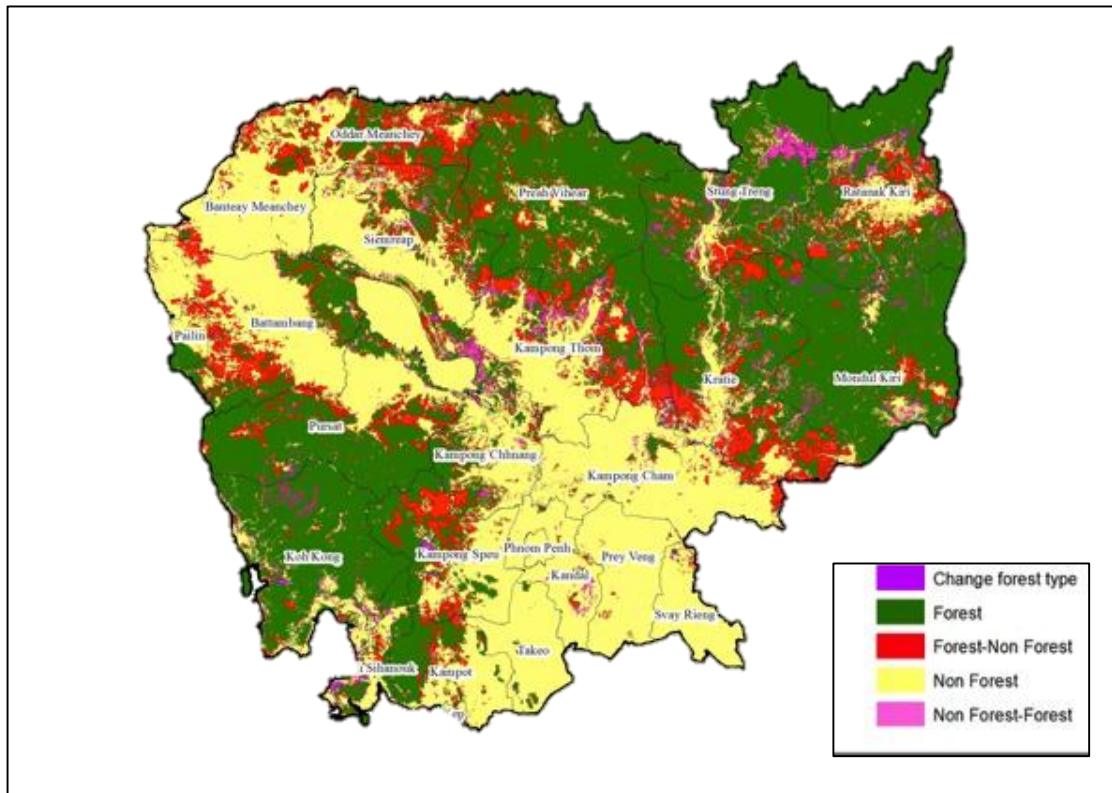 Oddar Meanchey
Preah Vihear
Stung Treng
Ratanak Kiri
Banteay Meanchey
Siemreap
Battambang
Pailin
Kampong Thom
Kratie
Mondul Kiri
Pursat
Kampong Chhnang
Kampong Cham
Koh Kong
Kampong Speu
Phnom Penh
Prey Veng
Kandal
Svay Rieng
Takeo
Sihanouk
Kampot
Change forest type
Forest
Forest-Non Forest
Non Forest
Non Forest-Forest